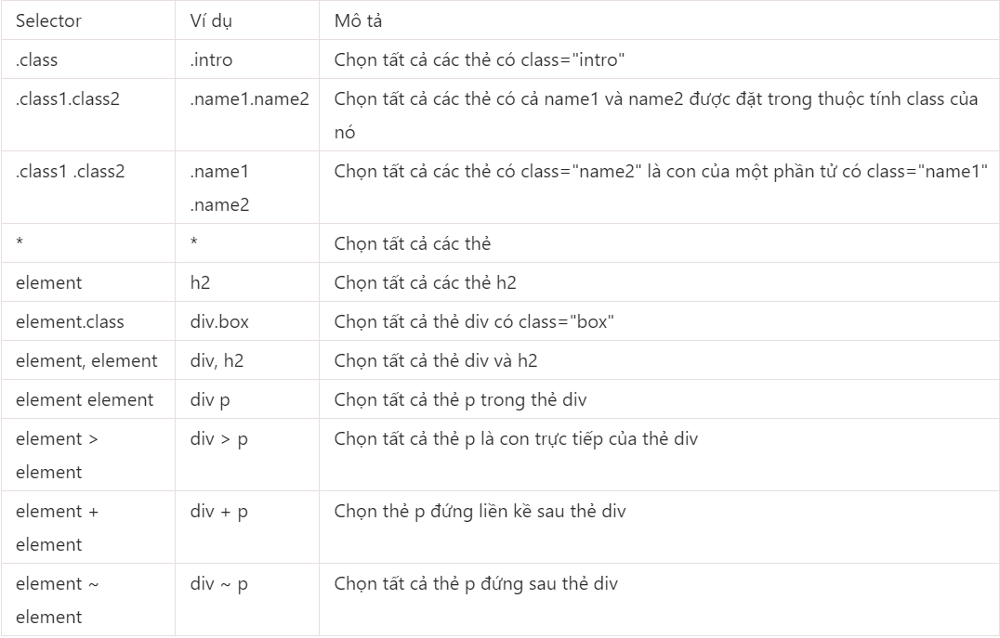 Selector Ví dụ Mô tả
.class .intro Chọn tất cả các thẻ có class="intro"
.class1.class2 .name1.name2 Chọn tất cả các thẻ có cả name1 và name2 được đặt trong thuộc tính class của
nó
.class1 .class2 .name1 Chọn tất cả các thẻ có class="name2" là con của một phần tử có class="name1"
.name2
* * Chọn tất cả các thẻ
element h2 Chọn tất cả các thẻ h2
element.class div.box Chọn tất cả thẻ div có class="box"
element, element div, h2 Chọn tất cả thẻ div và h2
element element div p Chọn tất cả thẻ p trong thẻ div
element > div > p Chọn tất cả thẻ p là con trực tiếp của thẻ div
element
element + div + p Chọn thẻ p đứng liền kề sau thẻ div
element
element ~ div ~ p Chọn tất cả thẻ p đứng sau thẻ div
element